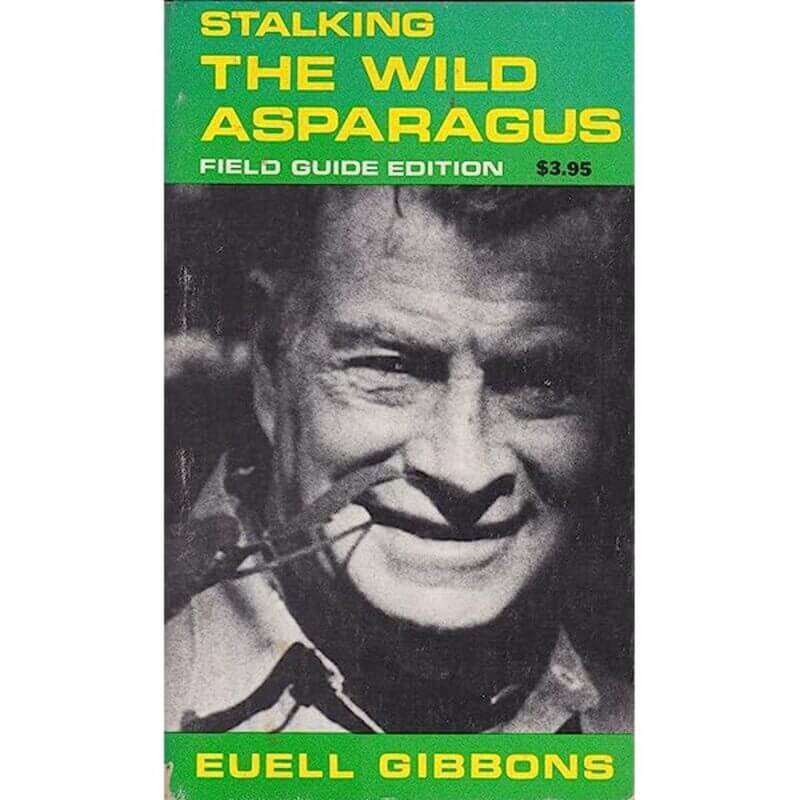 STALKING
THE WILD
ASPARAGUS
FIELD GUIDE EDITION $3.95
EUELL GIBBONS